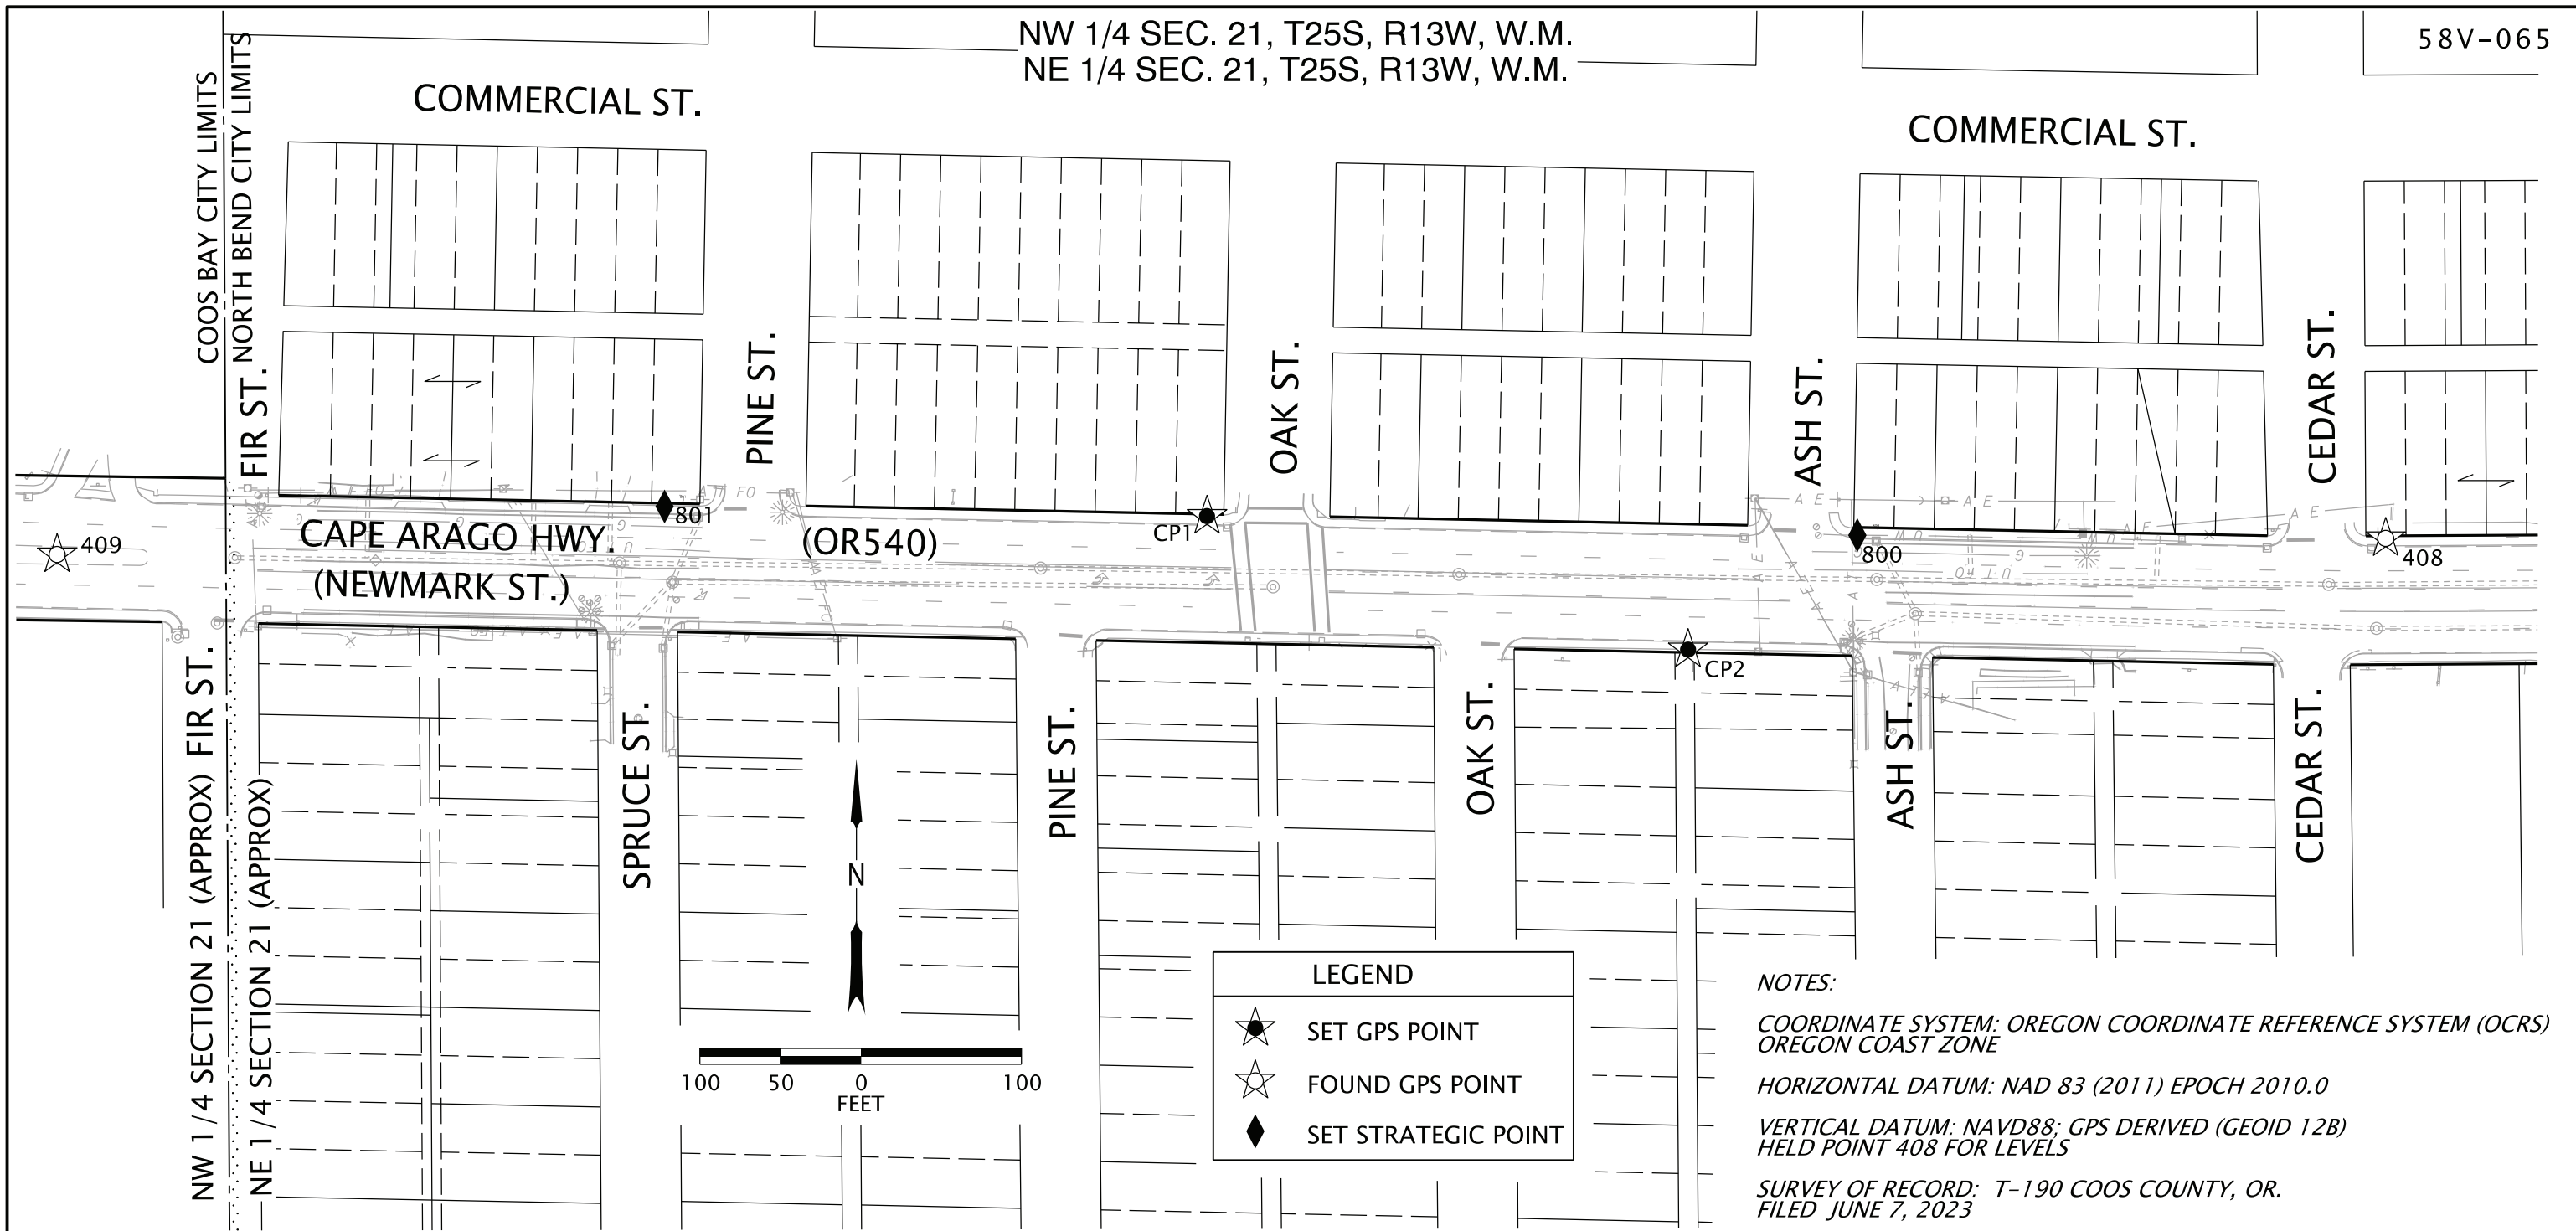 NW 1/4 SEC. 21, T25S, R13W, W.M.
NE 1/4 SEC. 21, T25S, R13W, W.M.
58V-065
COOS BAY CITY LIMITS
NORTH BEND CITY LIMITS
COMMERCIAL ST.
COMMERCIAL ST.
FIR ST.
PINE ST.
OAK ST.
ASH ST.
CEDAR ST.
409
801
CP1
800
408
CAPE ARAGO HWY.
(OR540)
(NEWMARK ST.)
CP2
FIR ST.
SPRUCE ST.
PINE ST.
OAK ST.
ASH ST.
CEDAR ST.
NW 1/4 SECTION 21 (APPROX)
NE 1/4 SECTION 21 (APPROX)
N
100 50 0 100
FEET
LEGEND
SET GPS POINT
FOUND GPS POINT
SET STRATEGIC POINT
NOTES:
COORDINATE SYSTEM: OREGON COORDINATE REFERENCE SYSTEM (OCRS)
OREGON COAST ZONE
HORIZONTAL DATUM: NAD 83 (2011) EPOCH 2010.0
VERTICAL DATUM: NAVD88; GPS DERIVED (GEOID 12B)
HELD POINT 408 FOR LEVELS
SURVEY OF RECORD: T-190 COOS COUNTY, OR.
FILED JUNE 7, 2023